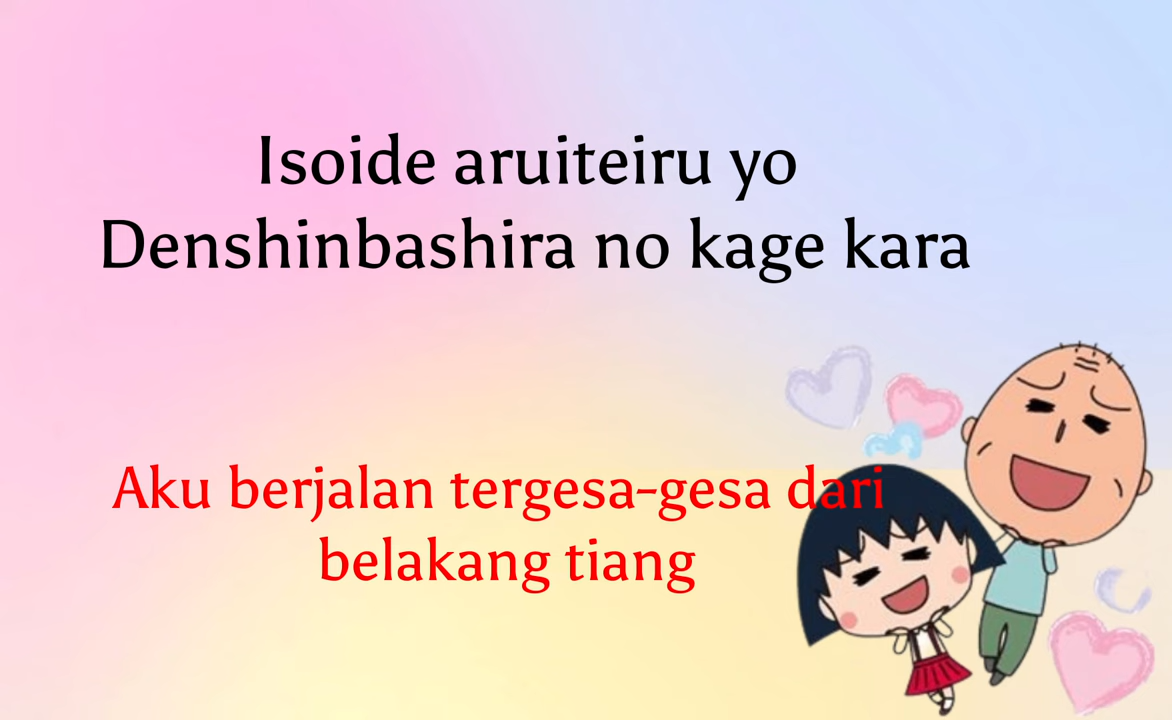 Isoide aruiteiru yo
Denshinbashira no kage kara
Aku berjalan tergesa-gesa dari
belakang tiang